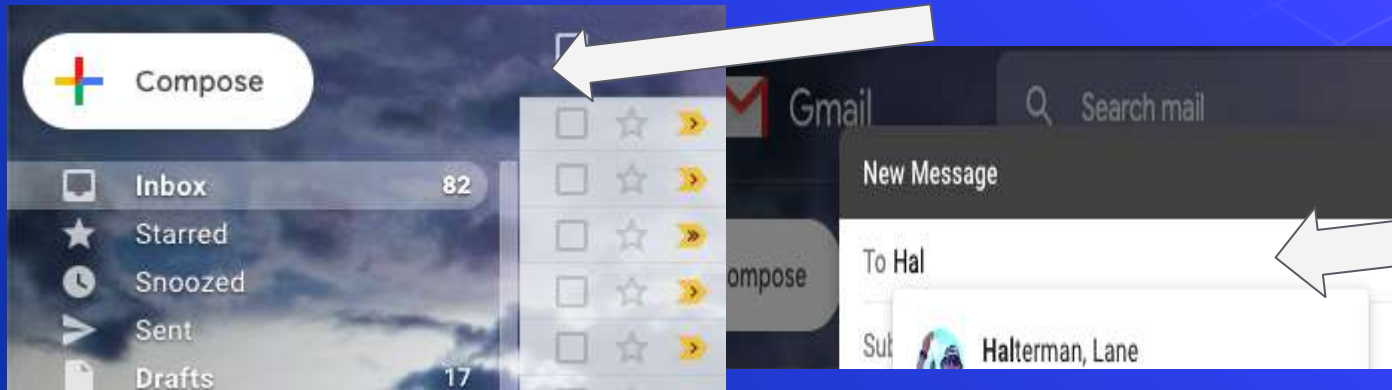 Compose
Inbox 82
Starred
Snoozed
Sent
Drafts 17
Gmail
Search mail
New Message
ompose
To Hal
Sub
Halterman, Lane